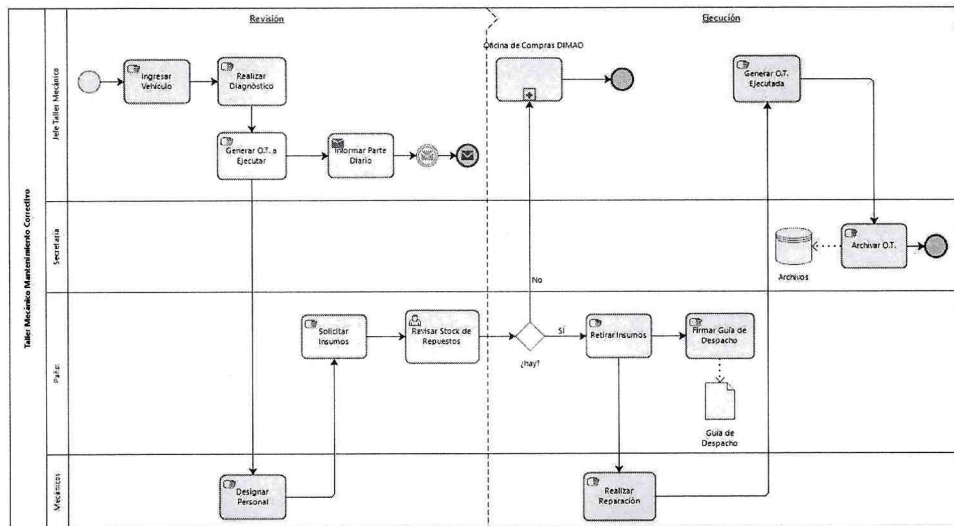 Revisión
Ejecución
Taller Mecánico Mantenimiento Correctivo
Jefe Taller Mecánico
Ingresar
Vehículo
Realizar
Diagnóstico
Oficina de Compras DIMAO
Generar O.T.
Ejecutada
Generar O.T. a
Ejecutar
Informar Parte
Diario
Secretaria
Archivos
Archivar O.T.
No
Pañol
Solicitar
Insumos
Revisar Stock de
Repuestos
¿hay?
SÍ
Retirar Insumos
Firmar Guía de
Despacho
Guía de
Despacho
Mecánicos
Designar
Personal
Realizar
Reparación